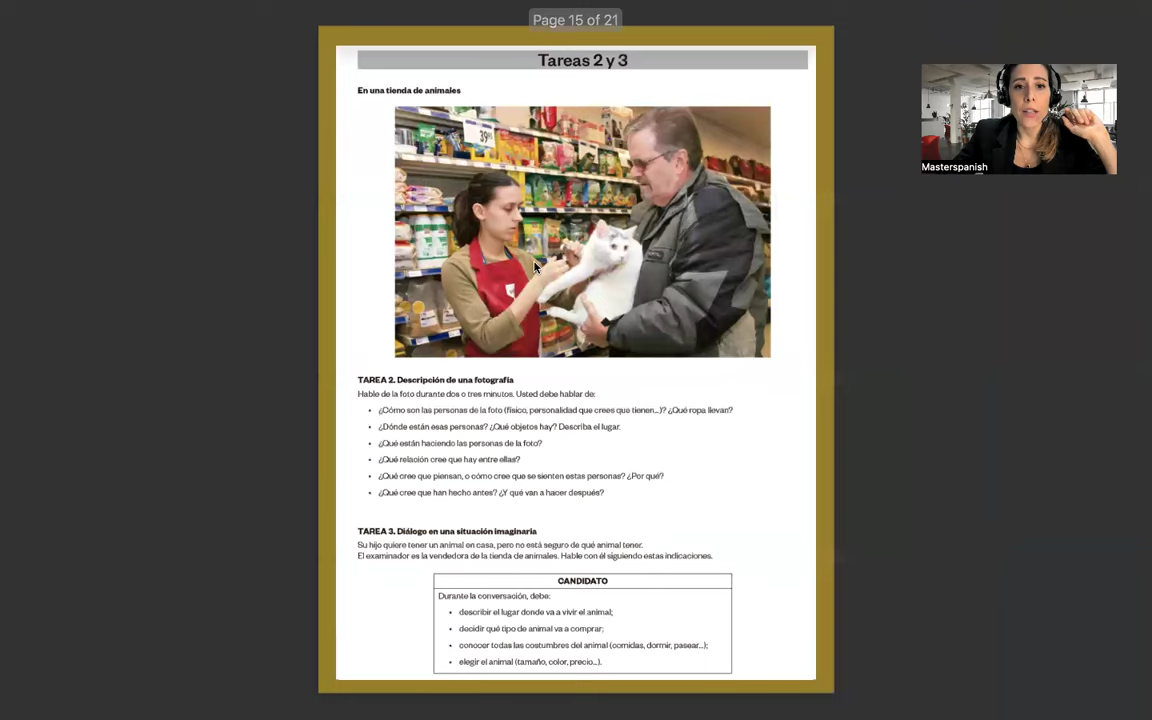 Page 15 of 21
Tareas 2 y 3
En una tienda de animales
39
Masterspanish
TAREA 2. Descripción de una fotografía
Hable de la foto durante dos o tres minutos. Usted debe hablar de:
• ¿Cómo son las personas de la foto (físico, personalidad que crees que tienen...)? ¿Qué ropa llevan?
• ¿Dónde están esas personas? ¿Qué objetos hay? Describa el lugar.
• ¿Qué están haciendo las personas de la foto?
• ¿Qué relación cree que hay entre ellas?
• ¿Qué cree que piensan, o cómo cree que se sienten estas personas? ¿Por qué?
• ¿Qué cree que han hecho antes? ¿Y qué van a hacer después?
TAREA 3. Diálogo en una situación imaginaria
Su hijo quiere tener un animal en casa, pero no está seguro de qué animal tener.
El examinador es la vendedora de la tienda de animales. Hable con él siguiendo estas indicaciones.
CANDIDATO
Durante la conversación, debe:
• describir el lugar donde va a vivir el animal;
• decidir qué tipo de animal va a comprar;
• conocer todas las costumbres del animal (comidas, dormir, pasear...);
• elegir el animal (tamaño, color, precio...).